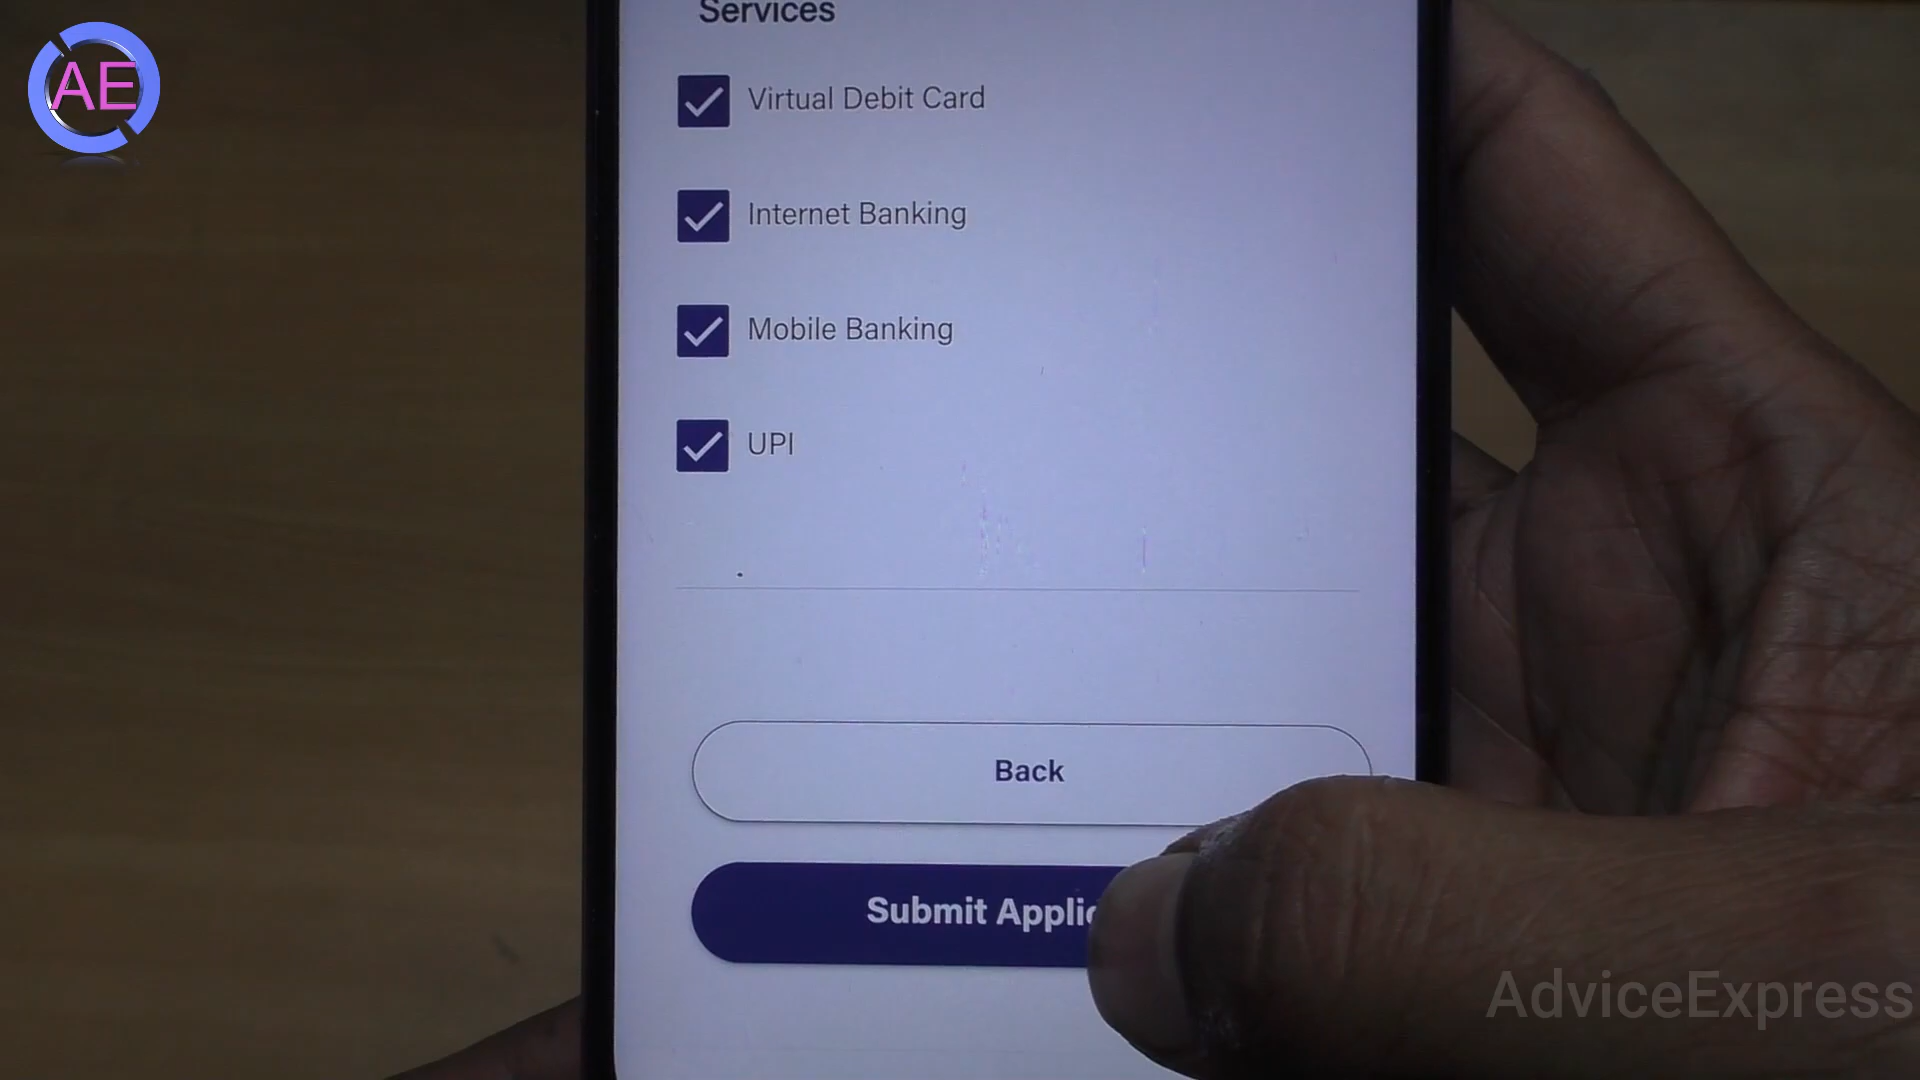 AE
Services
Virtual Debit Card
Internet Banking
Mobile Banking
UPI
Back
Submit Applic
AdviceExpress